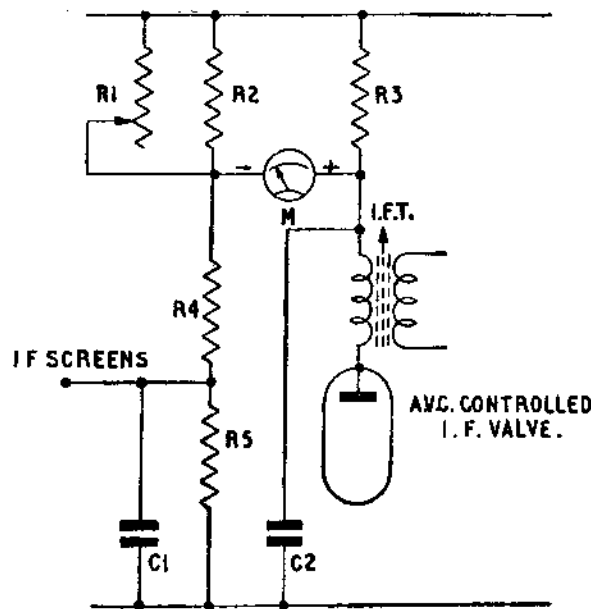 R1
R2
R3
–
+
M
I.F.T.
R4
I F SCREENS
A.V.C. CONTROLLED
I. F. VALVE.
R5
C1
C2